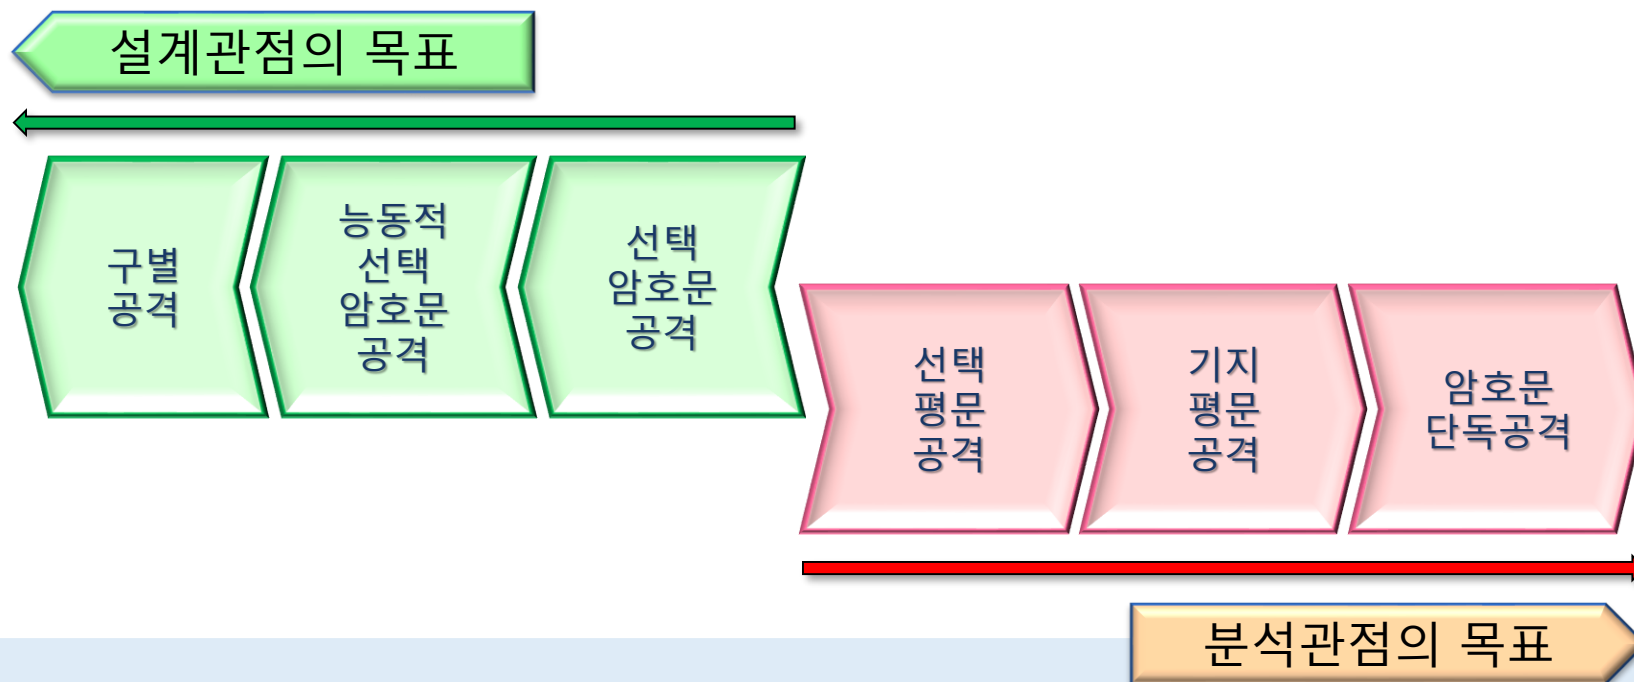 설계관점의 목표
구별
공격
능동적
선택
암호문
공격
선택
암호문
공격
선택
평문
공격
기지
평문
공격
암호문
단독공격
분석관점의 목표